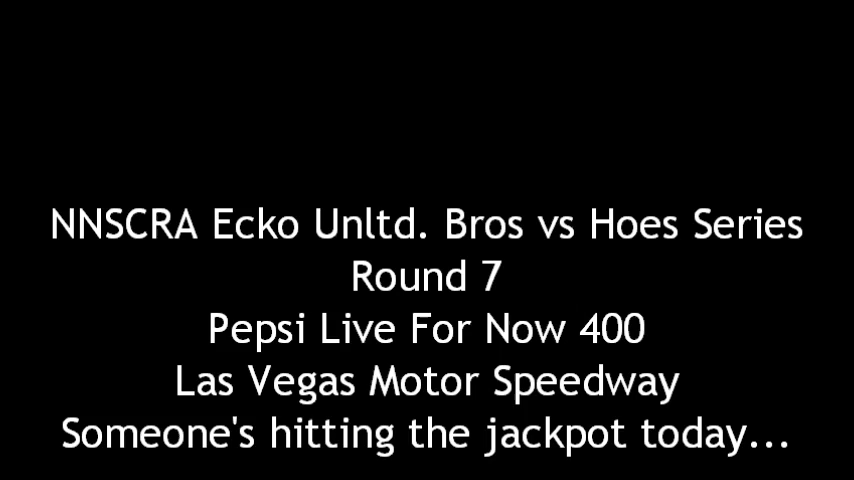 NNSCRA Ecko Unltd. Bros vs Hoes Series
Round 7
Pepsi Live For Now 400
Las Vegas Motor Speedway
Someone's hitting the jackpot today...